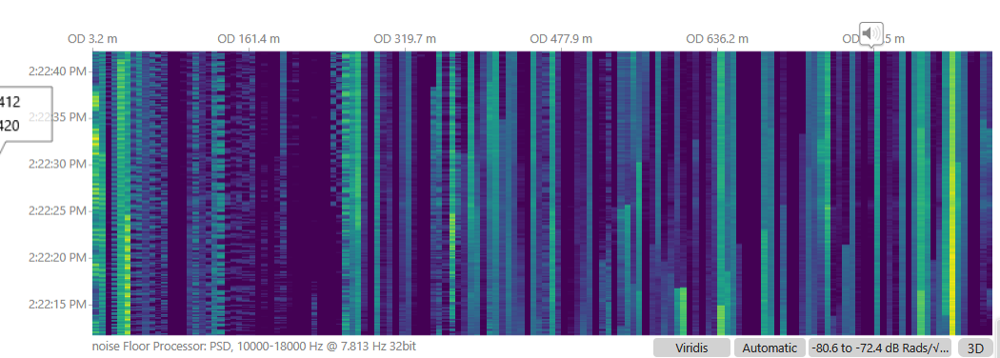 OD 3.2 m OD 161.4 m OD 319.7 m OD 477.9 m OD 636.2 m OD 5 m
2:22:40 PM
412
2:22:35 PM
420
2:22:30 PM
2:22:25 PM
2:22:20 PM
2:22:15 PM
noise Floor Processor: PSD, 10000-18000 Hz @ 7.813 Hz 32bit
Viridis Automatic -80.6 to -72.4 dB Rads/√... 3D